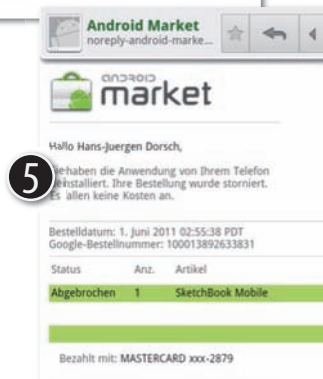 Android Market
noreply-android-marke...
ANDROID
market
Hallo Hans-Juergen Dorsch,
5
haben die Anwendung von Ihrem Telefon
Ihre Bestellung wurde storniert.
keine Kosten an.
Bestelldatum: 1. Juni 2011 02:55:38 PDT
Google-Bestellnummer: 100013892633831
Status Anz. Artikel
Abgebrochen 1 SketchBook Mobile
Bezahlt mit: MASTERCARD xxx-2879